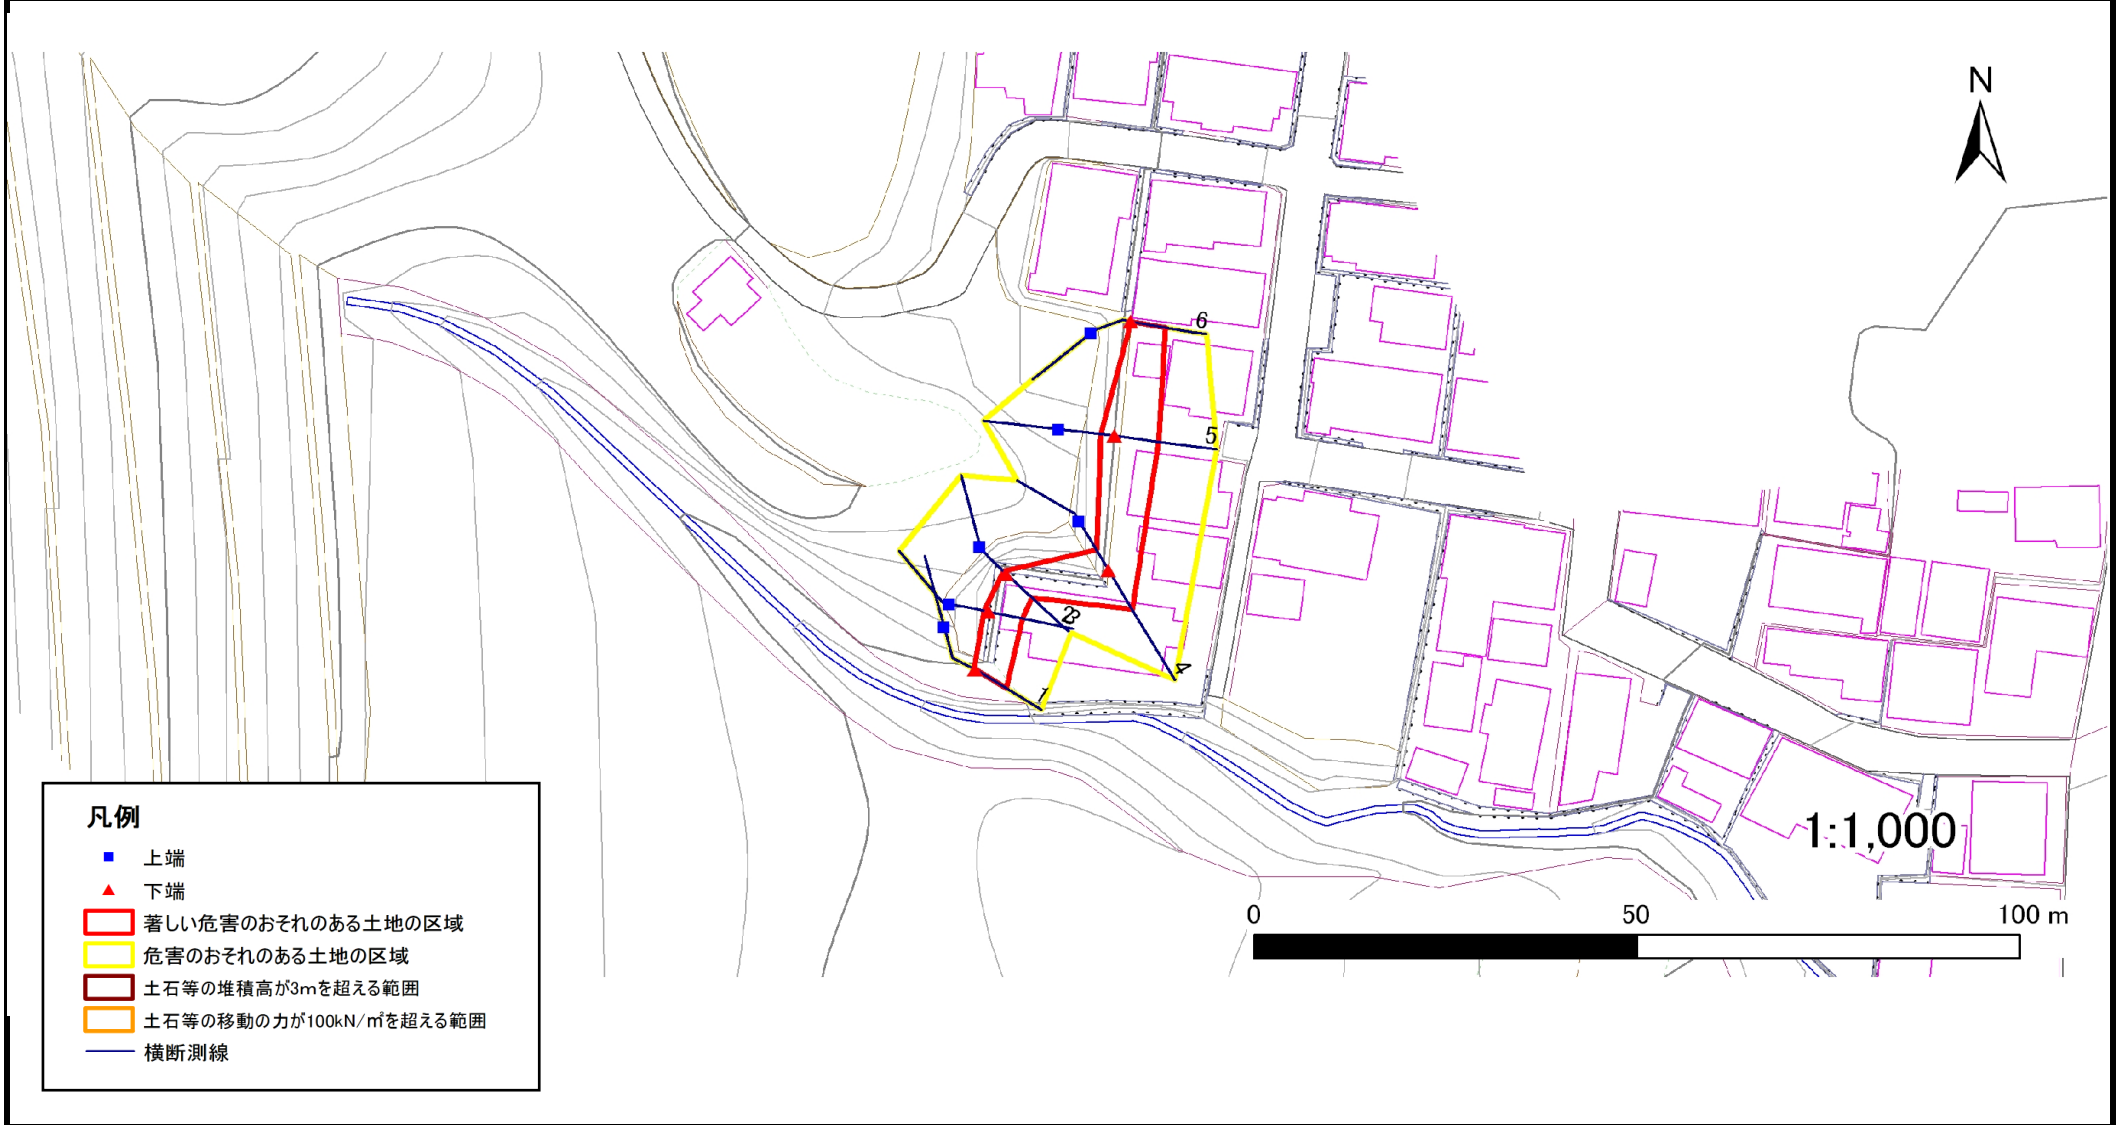 N
6
5
2
3
4
1
1:1,000
0 50 100 m
凡例
上端
下端
著しい危害のおそれのある土地の区域
危害のおそれのある土地の区域
土石等の堆積高が3mを超える範囲
土石等の移動の力が100kN/㎡を超える範囲
横断測線